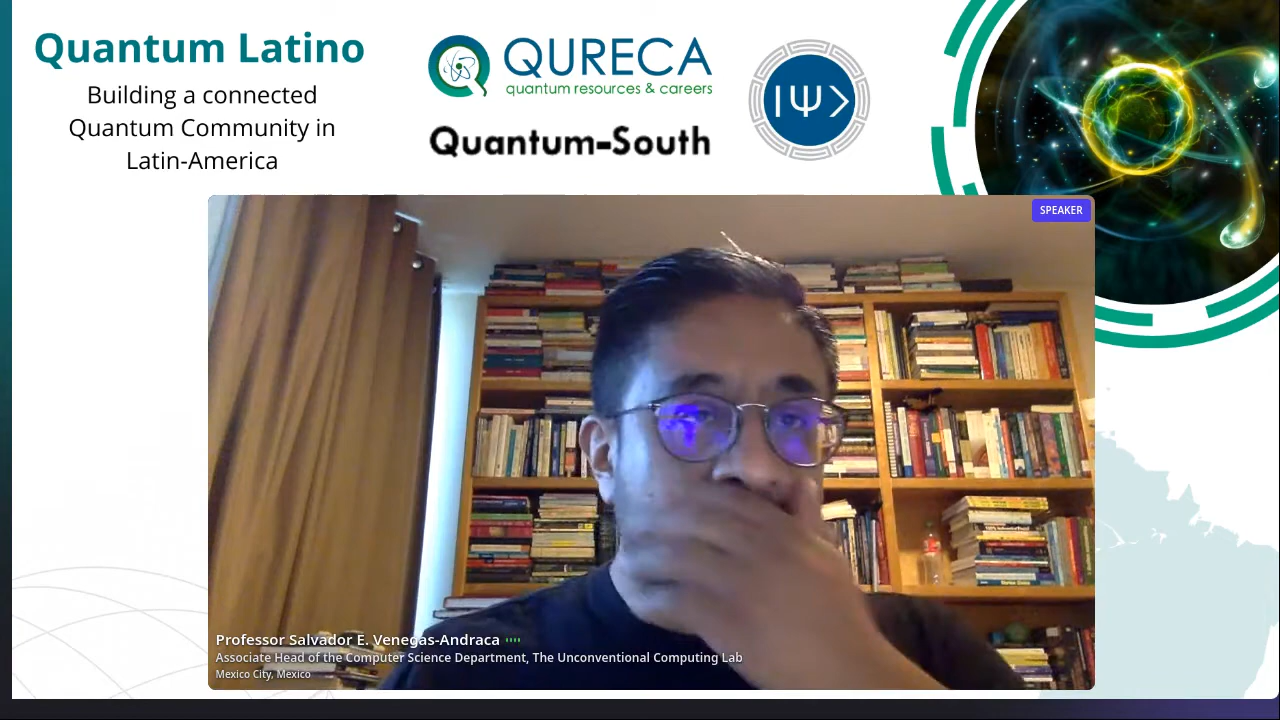 Quantum Latino
Building a connected
Quantum Community in
Latin-America
QURECA
quantum resources & careers
Quantum-South
|Ψ>
SPEAKER
Professor Salvador E. Venegas-Andraca
Associate Head of the Computer Science Department, The Unconventional Computing Lab
Mexico City, Mexico